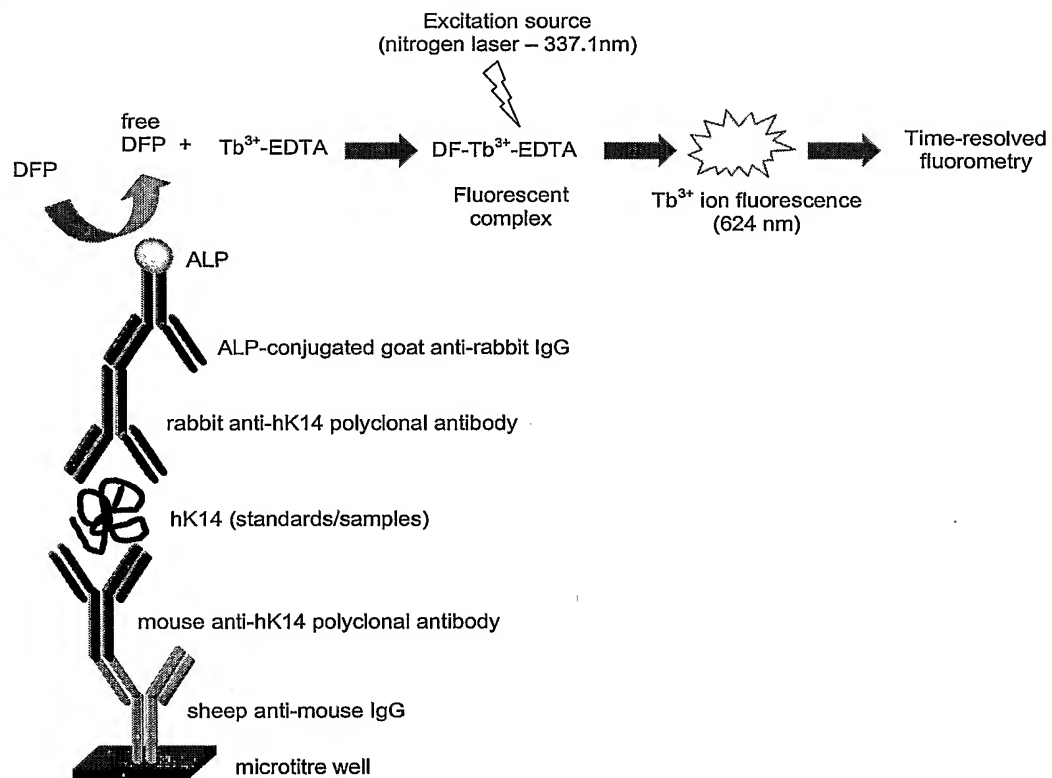 Excitation source
(nitrogen laser – 337.1nm)
free
DFP + Tb³⁺-EDTA
DF-Tb³⁺-EDTA
Time-resolved
fluorometry
DFP
Fluorescent
complex
Tb³⁺ ion fluorescence
(624 nm)
ALP
ALP-conjugated goat anti-rabbit IgG
rabbit anti-hK14 polyclonal antibody
hK14 (standards/samples)
mouse anti-hK14 polyclonal antibody
sheep anti-mouse IgG
microtitre well